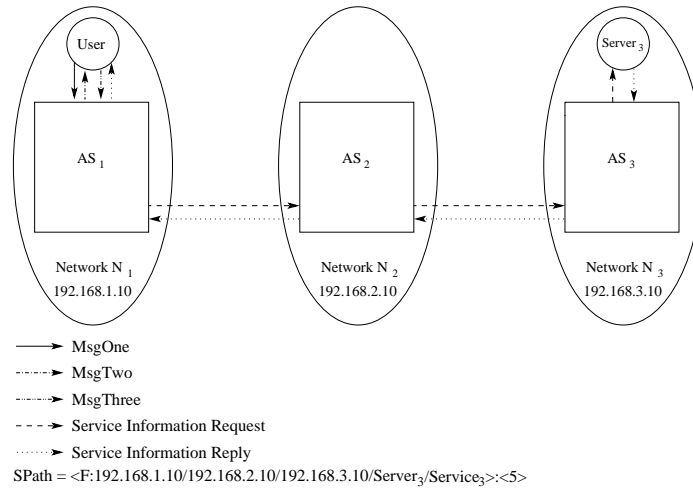 User
Server 3
AS 1
AS 2
AS 3
Network N 1
192.168.1.10
Network N 2
192.168.2.10
Network N 3
192.168.3.10
MsgOne
MsgTwo
MsgThree
Service Information Request
Service Information Reply
SPath = <F:192.168.1.10/192.168.2.10/192.168.3.10/Server3/Service3>:<5>